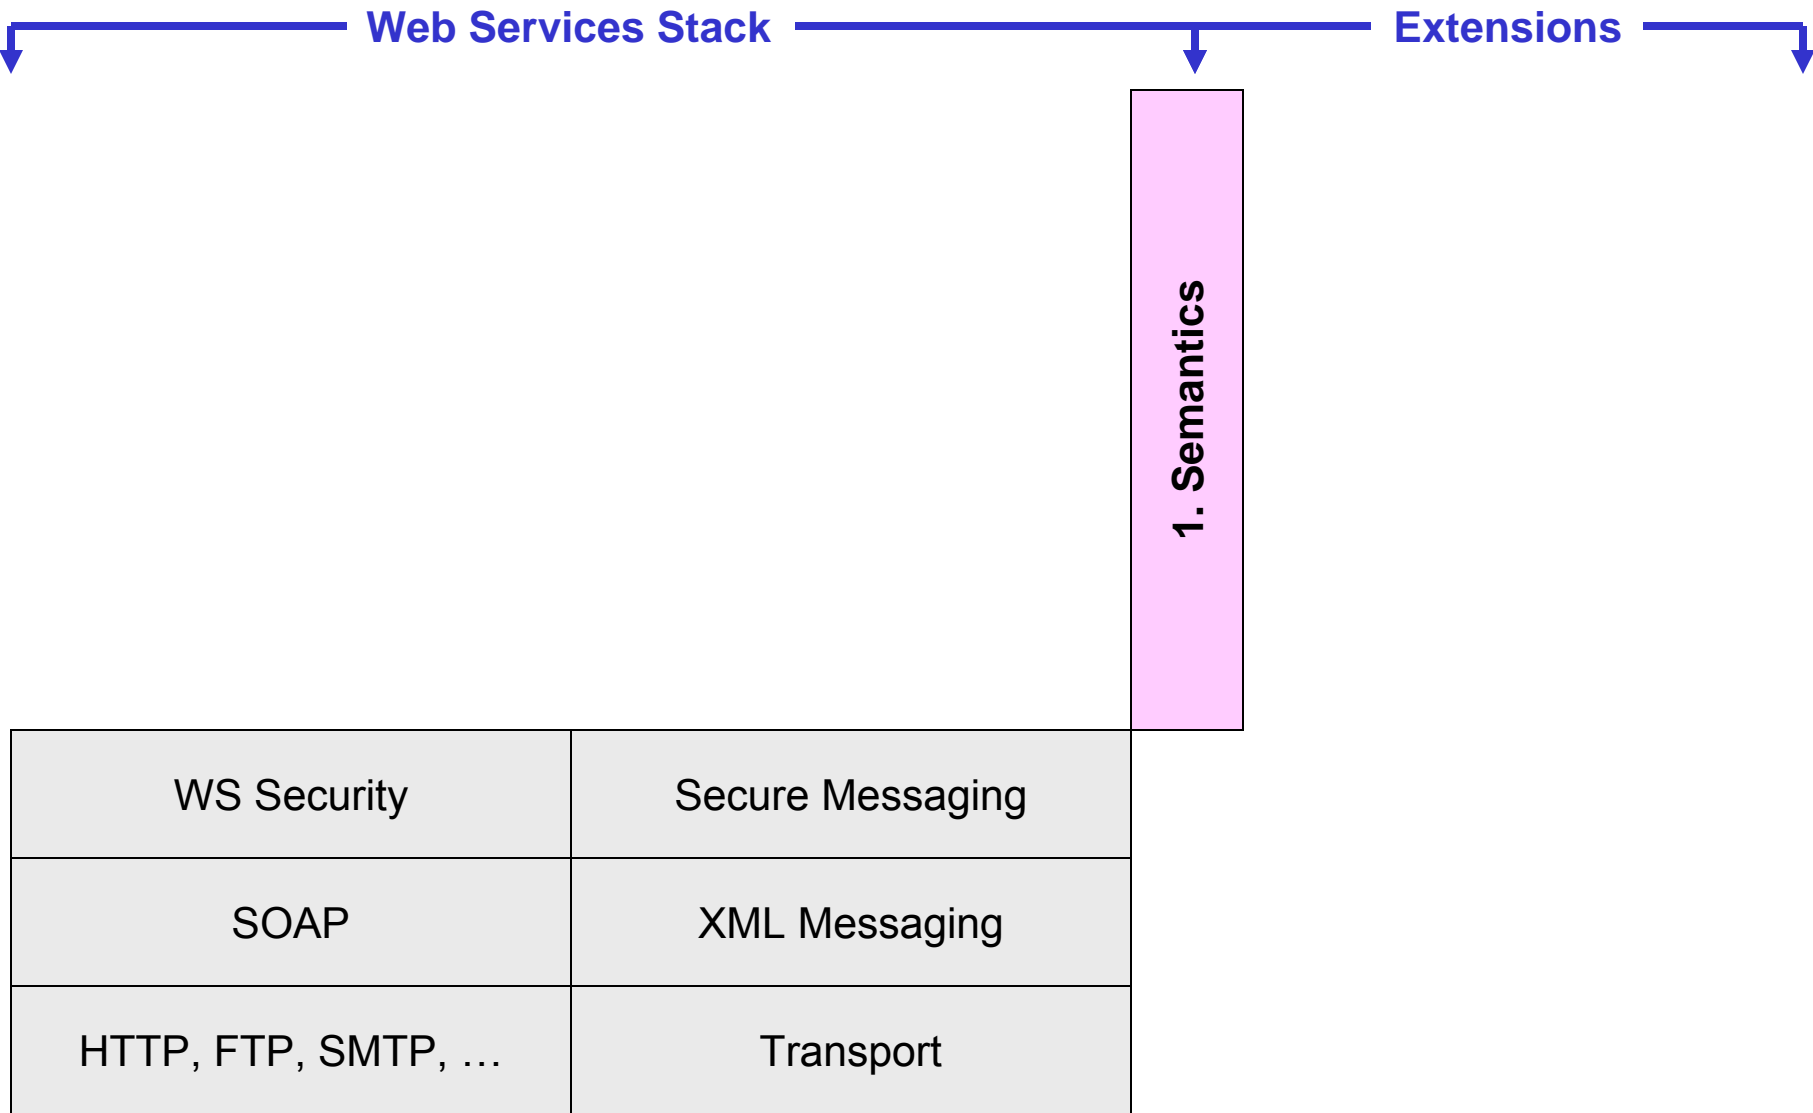 Web Services Stack
Extensions
1. Semantics
WS Security
Secure Messaging
SOAP
XML Messaging
HTTP, FTP, SMTP, …
Transport